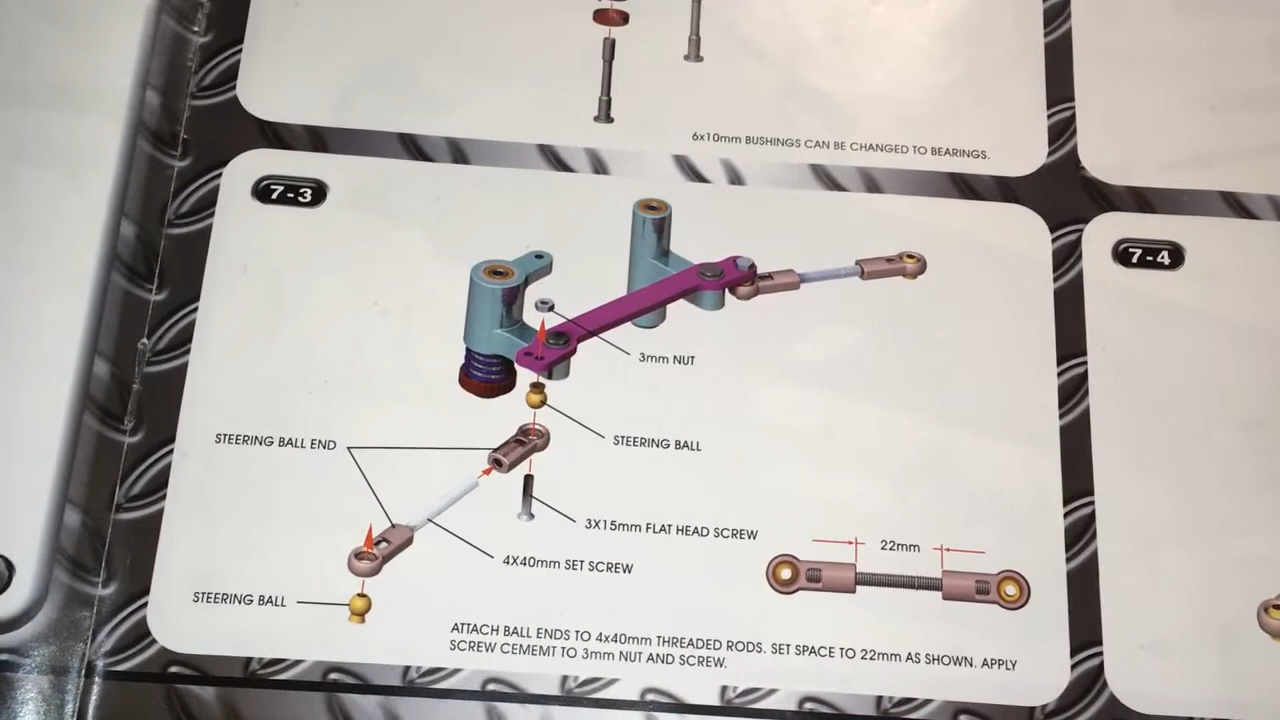 6x10mm BUSHINGS CAN BE CHANGED TO BEARINGS.
7-3
7-4
3mm NUT
STEERING BALL END
STEERING BALL
3X15mm FLAT HEAD SCREW
22mm
4X40mm SET SCREW
STEERING BALL
ATTACH BALL ENDS TO 4x40mm THREADED RODS. SET SPACE TO 22mm AS SHOWN. APPLY
SCREW CEMEMT TO 3mm NUT AND SCREW.